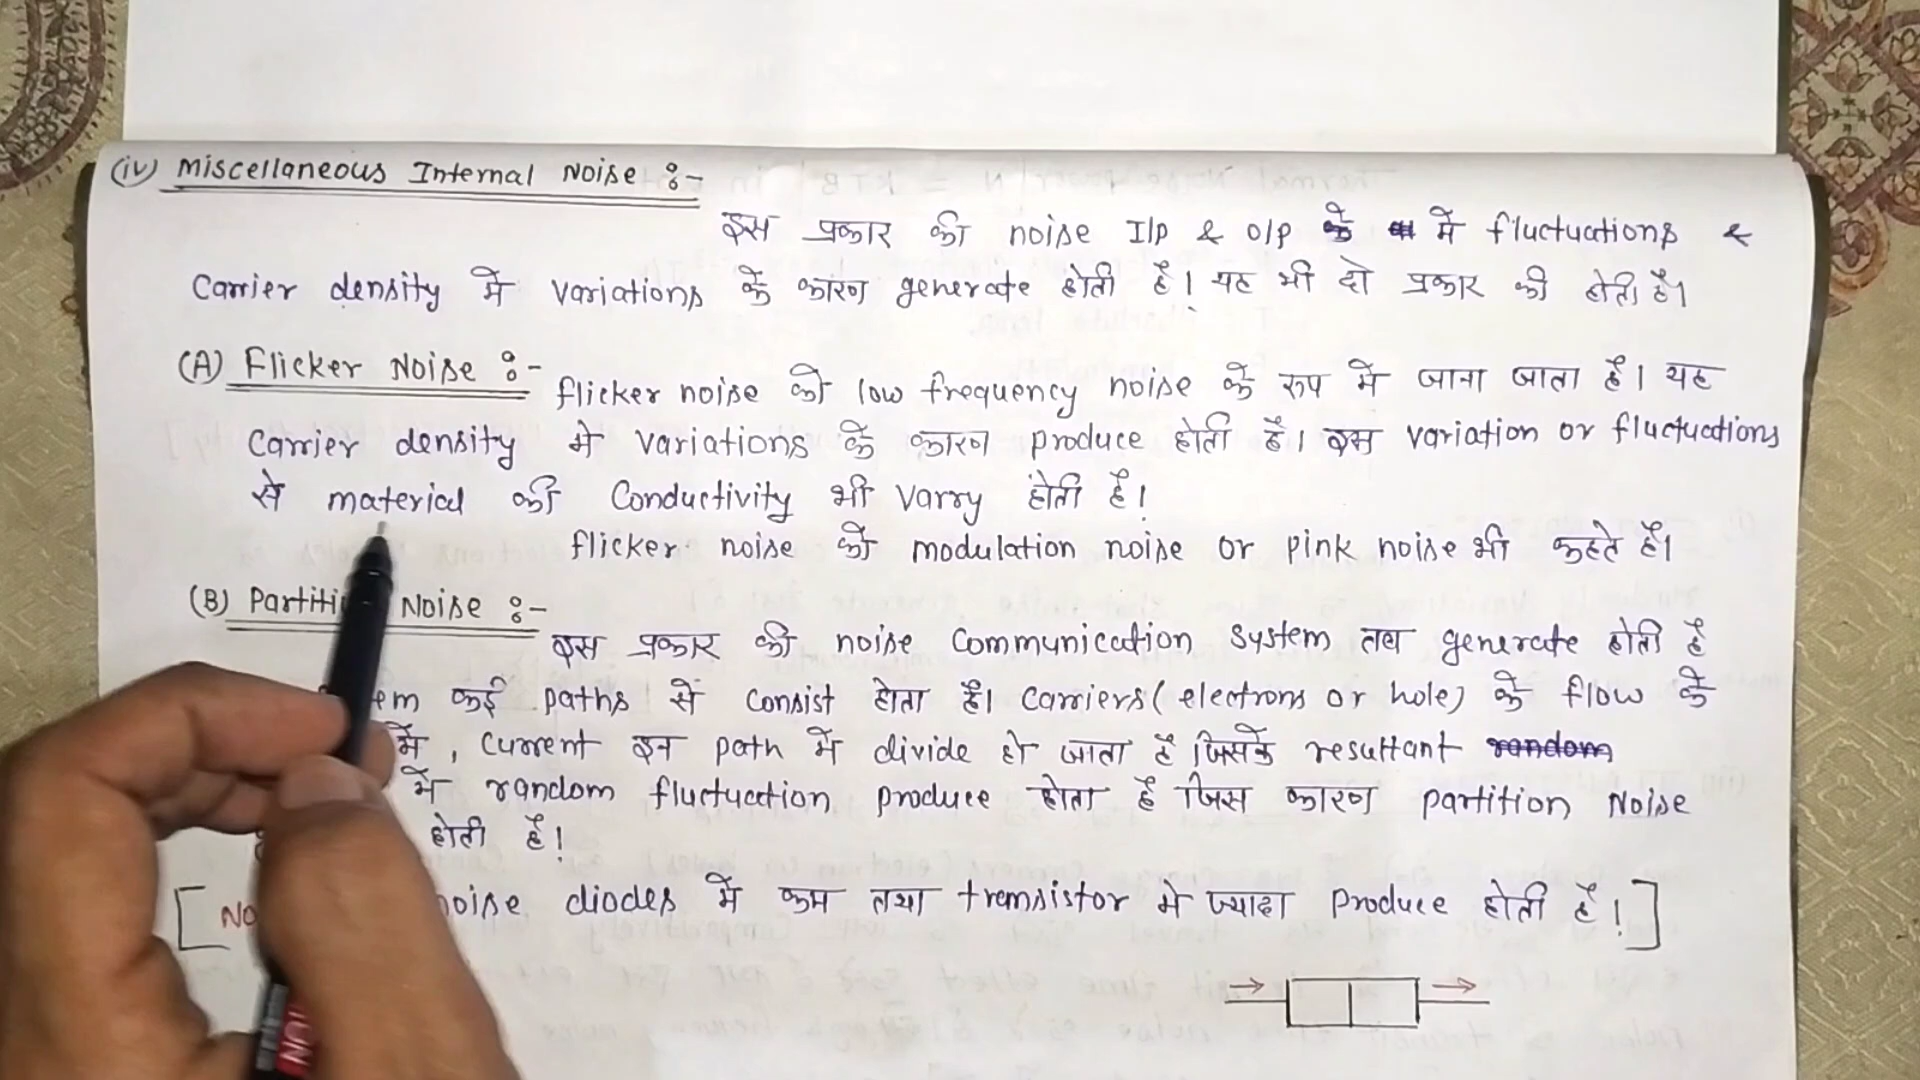 (iv) Miscellaneous Internal Noise :-
इस प्रकार की noise I/p & o/p के में fluctuations &
Carrier density में variations के कारण generate होती है। यह भी दो प्रकार की होती है।
(A) Flicker Noise :-
flicker noise को low frequency noise के रूप में जाना जाता है। यह
Carrier density में variations के कारण produce होती है। इस variation or fluctuations
से material की Conductivity भी varry होती है।
flicker noise को modulation noise or pink noise भी कहते है।
(B) Partiti Noise :-
इस प्रकार की noise Communication System तब generate होती है
em कई paths से consist होता है। Carriers (electrons or hole) के flow के
में, Current इन path में divide हो जाता है जिसके resultant random
में random fluctuation produce होता है जिस कारण partition Noise
होती है।
[NO noise diodes में कम तथा transistor में ज्यादा produce होती है।]
NO